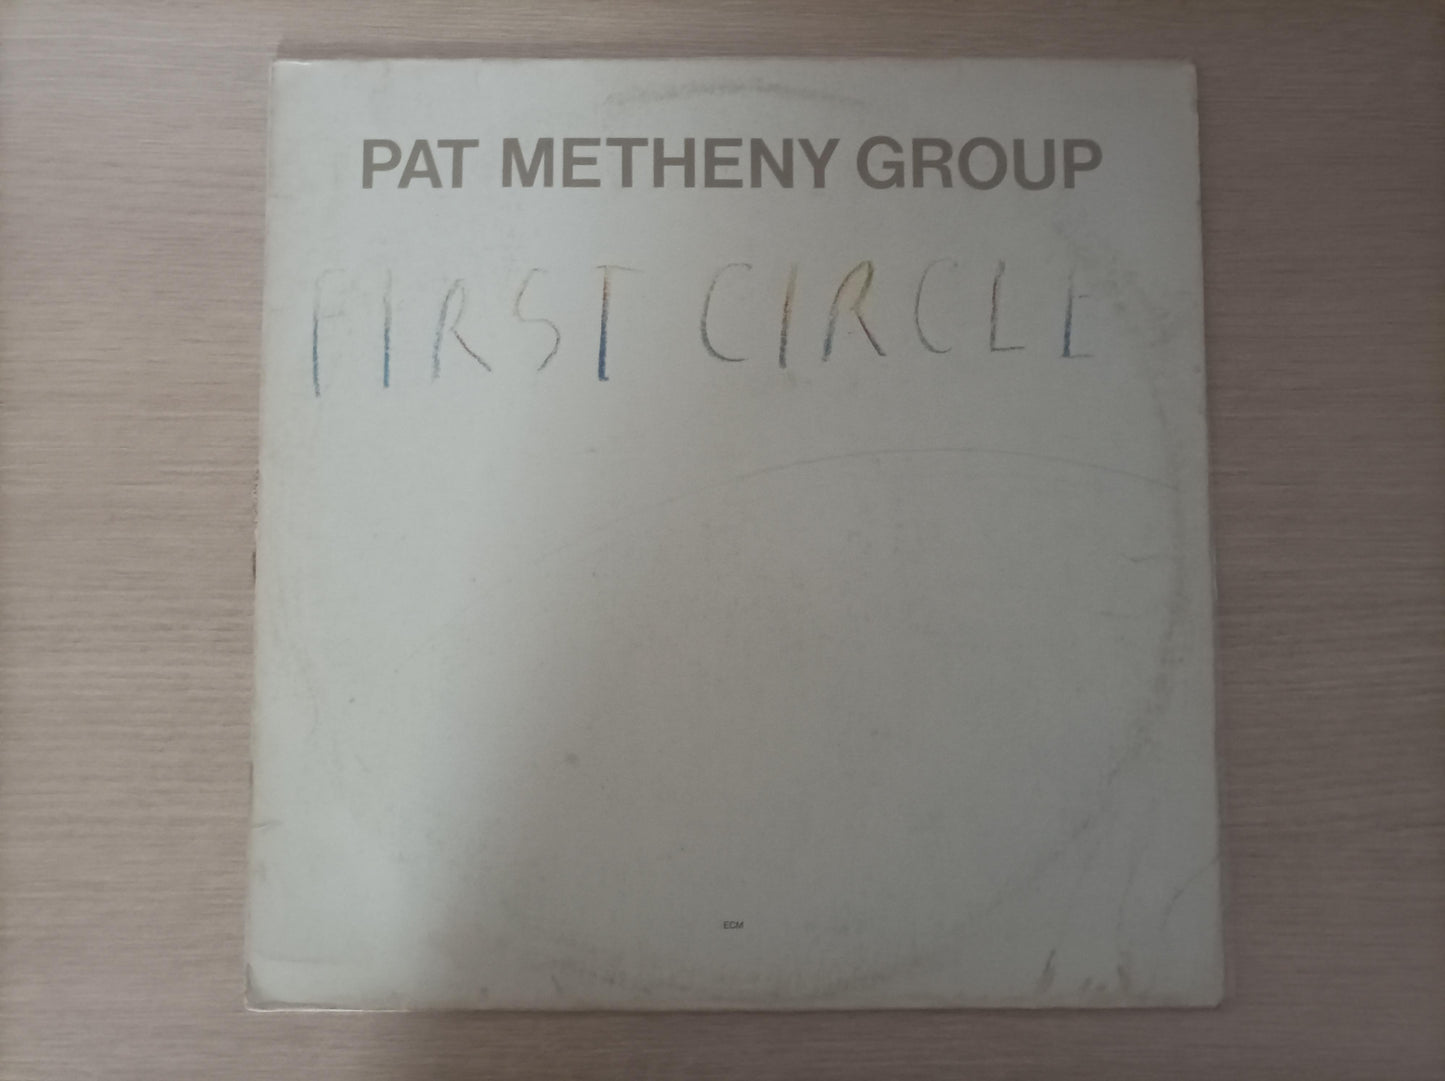 PAT METHENY GROUP
FIRST CIRCLE
ECM